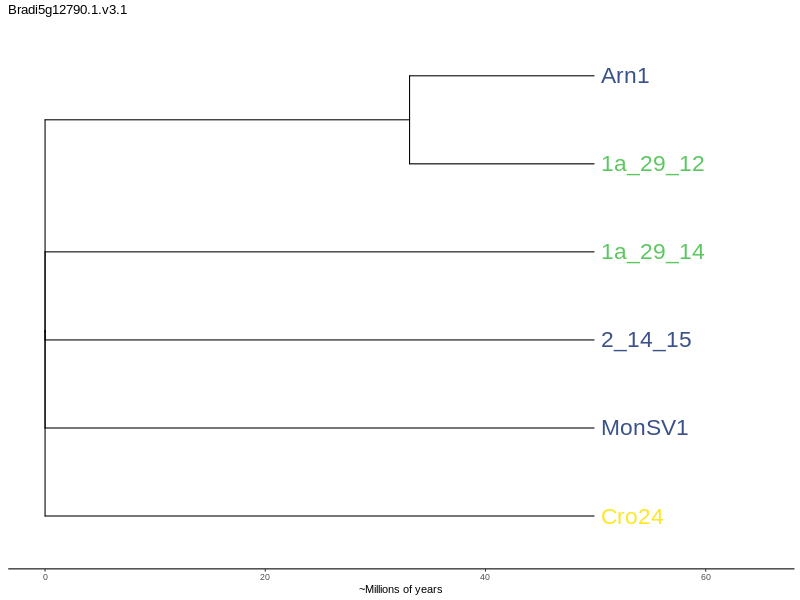 Bradi5g12790.1.v3.1
Arn1
1a_29_12
1a_29_14
2_14_15
MonSV1
Cro24
0 20 40 60
~Millions of years